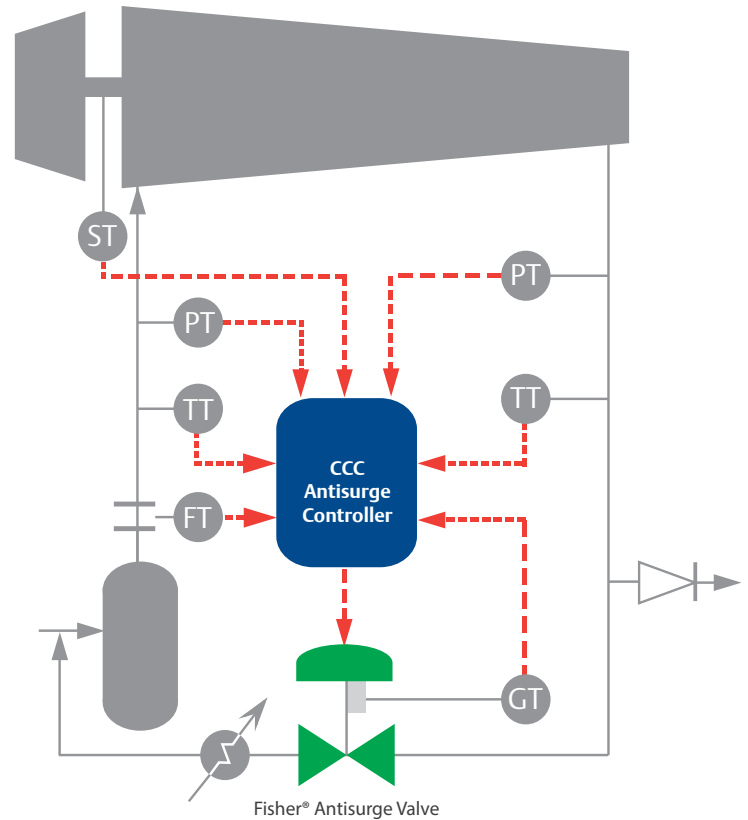 ST
PT
PT
TT
TT
CCC
Antisurge
Controller
FT
GT
Fisher® Antisurge Valve